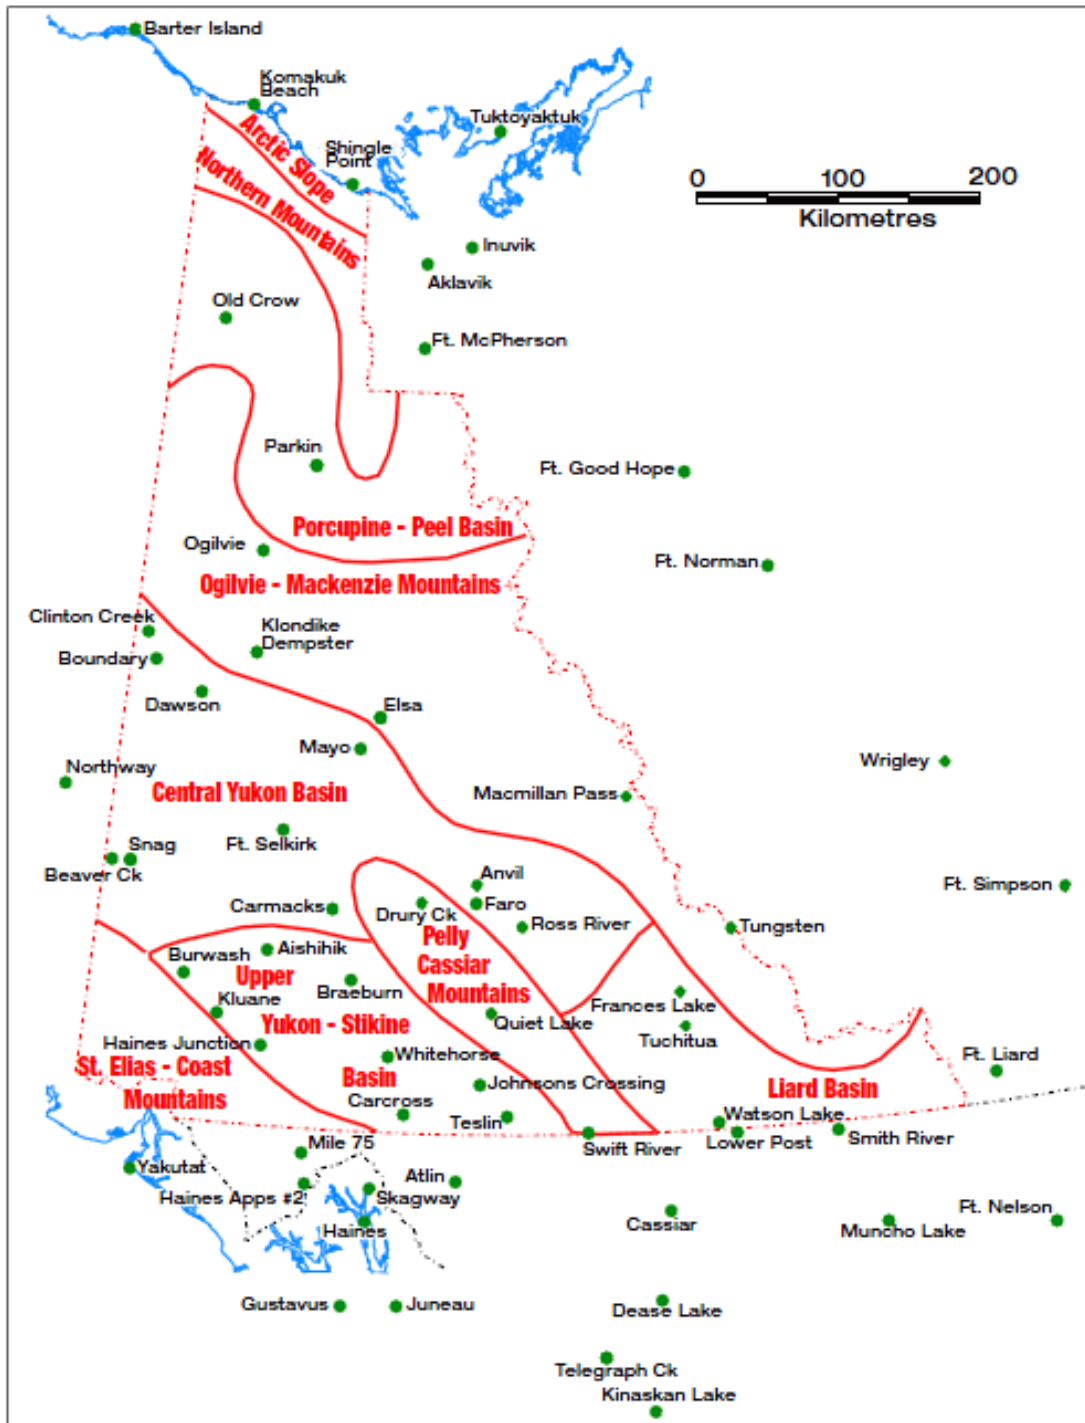 Barter Island
Komakuk
Beach
Tuktoyaktuk
Arctic Slope
Shingle
Point
Northern Mountains
0 100 200
Kilometres
Inuvik
Aklavik
Old Crow
Ft. McPherson
Parkin
Ft. Good Hope
Porcupine - Peel Basin
Ogilvie
Ft. Norman
Ogilvie - Mackenzie Mountains
Clinton Creek
Klondike
Dempster
Boundary
Dawson
Elsa
Mayo
Northway
Wrigley
Central Yukon Basin
Macmillan Pass
Snag
Ft. Selkirk
Beaver Ck
Anvil
Ft. Simpson
Carmacks
Drury Ck
Faro
Ross River
Tungsten
Pelly
Cassiar
Mountains
Burwash
Aishihik
Upper
Yukon - Stikine
Basin
Braeburn
Kluane
Frances Lake
Quiet Lake
Tuchitua
Haines Junction
Whitehorse
Ft. Liard
St. Elias - Coast
Mountains
Johnsons Crossing
Liard Basin
Carcross
Teslin
Watson Lake
Swift River
Lower Post
Smith River
Mile 75
Yakutat
Atlin
Haines Apps #2
Skagway
Haines
Cassiar
Muncho Lake
Ft. Nelson
Gustavus
Juneau
Dease Lake
Telegraph Ck
Kinaskan Lake